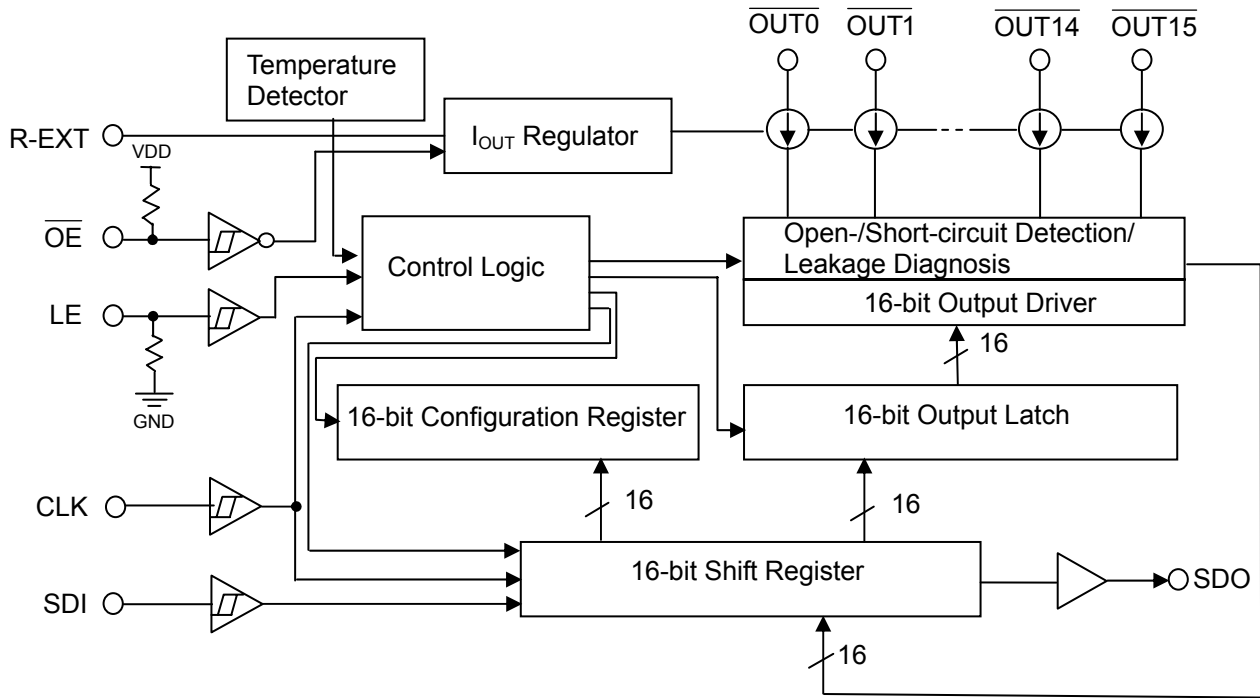 OUT0 OUT1 OUT14 OUT15
Temperature
Detector
R-EXT
IOUT Regulator
VDD
OE
Control Logic
Open-/Short-circuit Detection/
Leakage Diagnosis
16-bit Output Driver
LE
16
GND
16-bit Configuration Register
16-bit Output Latch
CLK
16
16
16-bit Shift Register
SDI
SDO
16